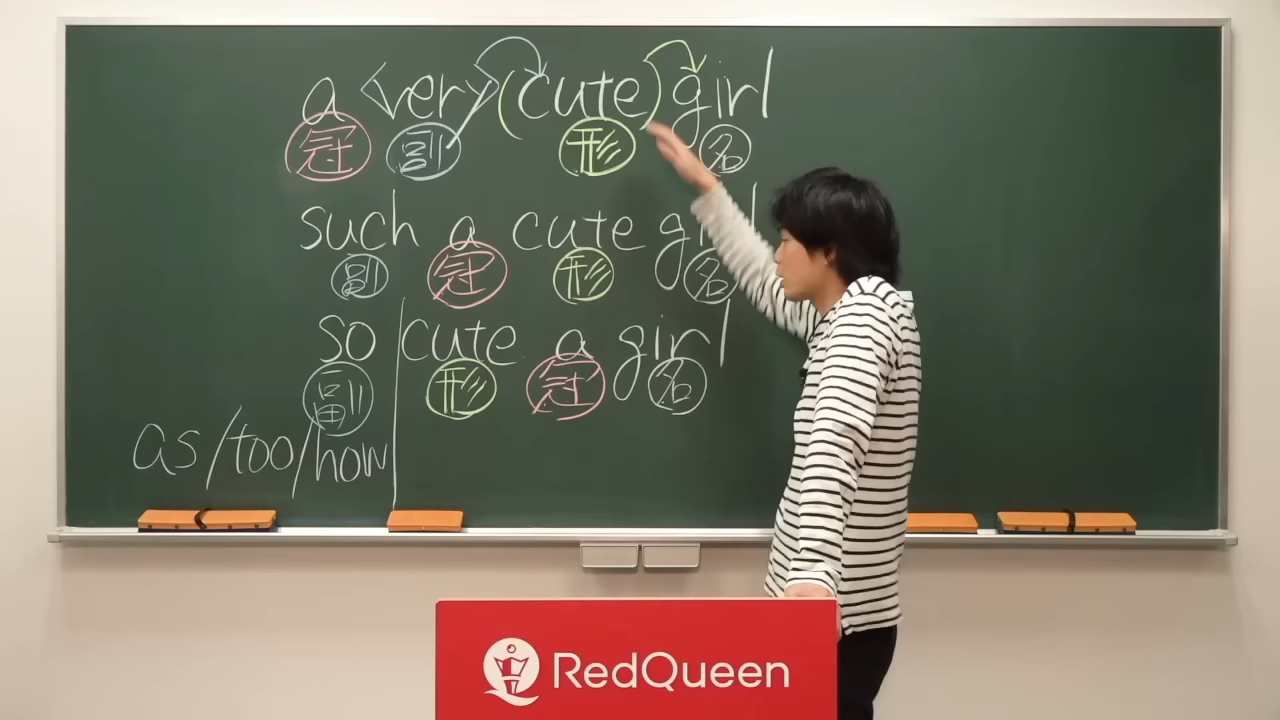 a <very> (cute) girl
冠 副 形 名
such a cute girl
副 冠 形 名
so cute a girl
副 形 冠 名
as/too/how
RedQueen